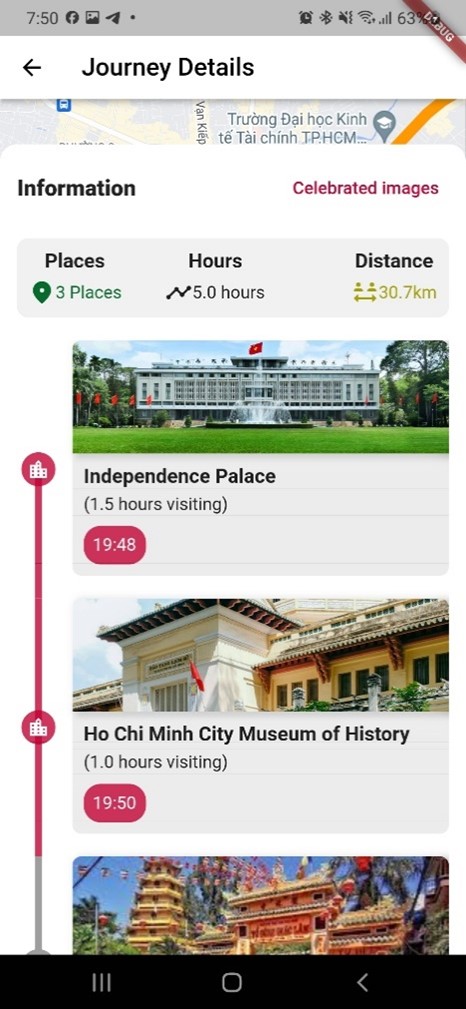 7:50
63%
DEBUG
Journey Details
Vạn Kiếp
Trường Đại học Kinh
tế Tài chính TP.HCM...
Information
Celebrated images
Places
Hours
Distance
3 Places
5.0 hours
30.7km
Independence Palace
(1.5 hours visiting)
19:48
Ho Chi Minh City Museum of History
(1.0 hours visiting)
19:50